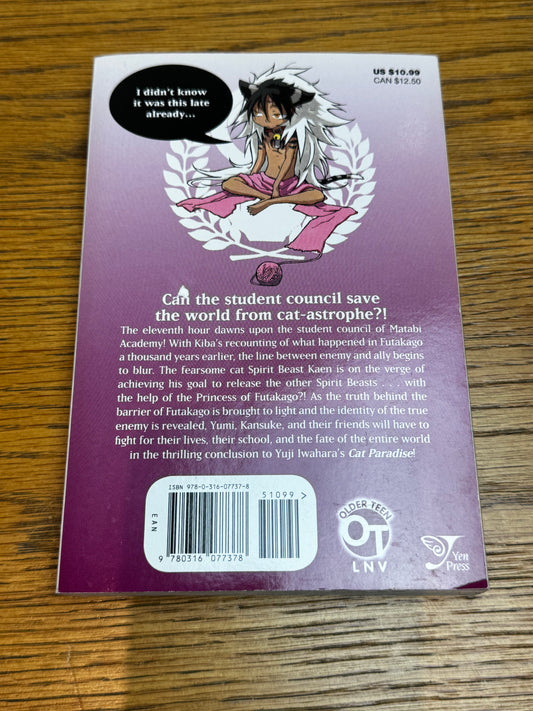 I didn't know
it was this late
already...
US $10.99
CAN $12.50
Can the student council save
the world from cat-astrophe?!
The eleventh hour dawns upon the student council of Matabi
Academy! With Kiba's recounting of what happened in Futakago
a thousand years earlier, the line between enemy and ally begins
to blur. The fearsome cat Spirit Beast Kaen is on the verge of
achieving his goal to release the other Spirit Beasts . . . with
the help of the Princess of Futakago?! As the truth behind the
barrier of Futakago is brought to light and the identity of the true
enemy is revealed, Yumi, Kansuke, and their friends will have to
fight for their lives, their school, and the fate of the entire world
in the thrilling conclusion to Yuji Iwahara's Cat Paradise!
ISBN 978-0-316-07737-8
51099 >
EAN
9 780316 077378
OLDER TEEN
OT
LNV
Yen
Press